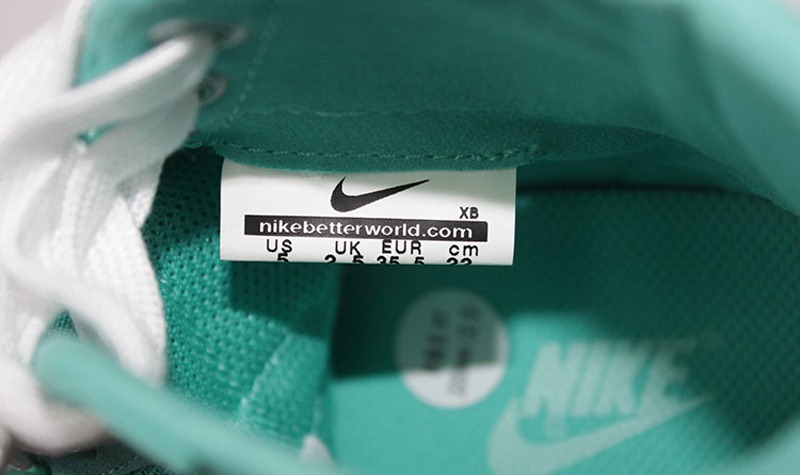 XB
nikebetterworld.com
US UK EUR cm
5 2.5 35.5 22
NIKE